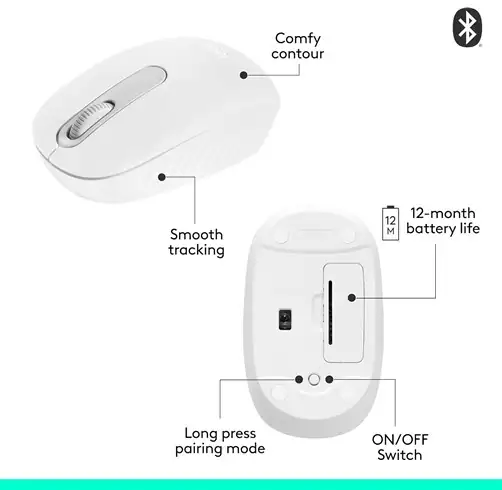 Comfy
contour
Smooth
tracking
12
M
12-month
battery life
Long press
pairing mode
ON/OFF
Switch